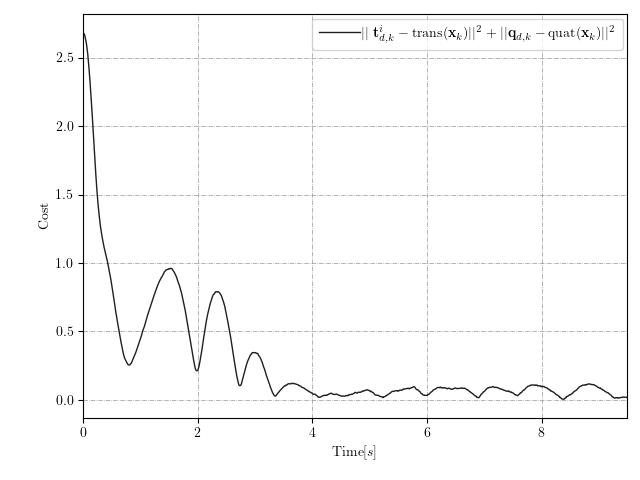 || t^i_{d,k} − trans(x_k)||² + ||q_{d,k} − quat(x_k)||²
2.5
2.0
1.5
1.0
0.5
0.0
Cost
0 2 4 6 8
Time[s]